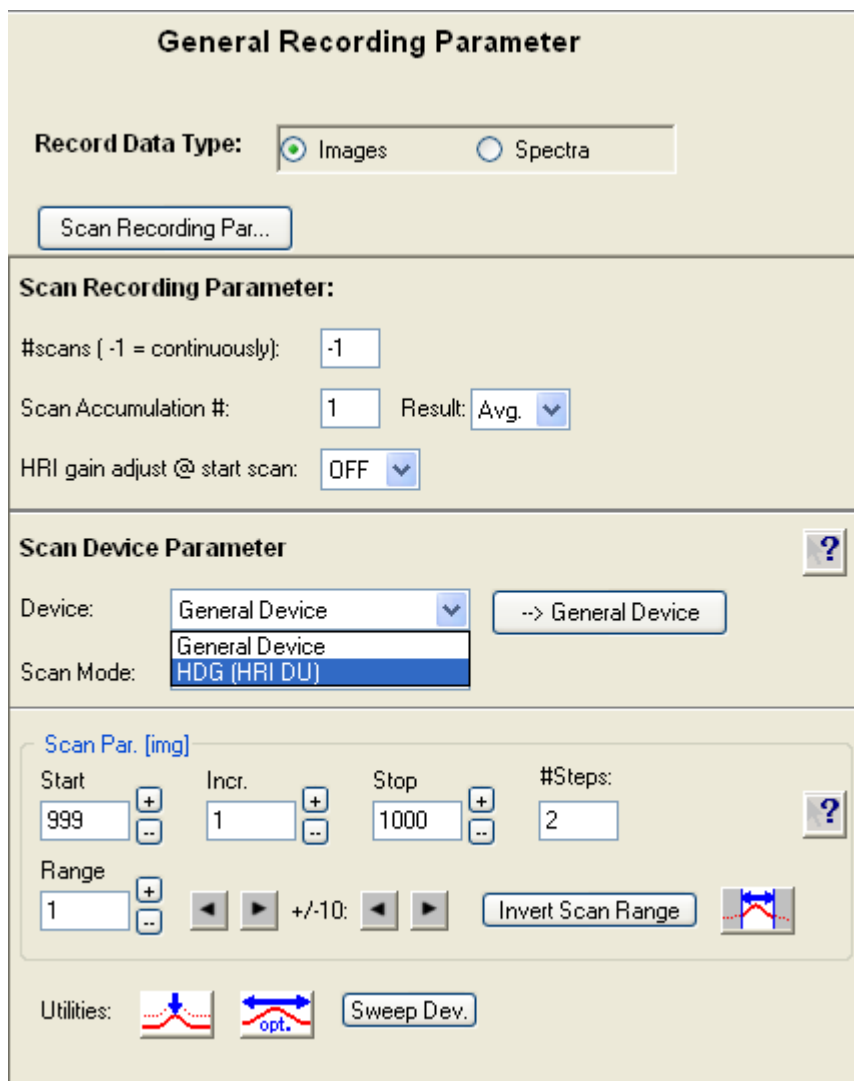 General Recording Parameter
Record Data Type: Images Spectra
Scan Recording Par...
Scan Recording Parameter:
#scans ( -1 = continuously): -1
Scan Accumulation #: 1 Result: Avg.
HRI gain adjust @ start scan: OFF
Scan Device Parameter ?
Device: General Device --> General Device
General Device
Scan Mode: HDG (HRI DU)
Scan Par. [img]
Start Incr. Stop #Steps:
999 + -- 1 + -- 1000 + -- 2 ?
Range
1 + -- +/-10: Invert Scan Range
Utilities: opt. Sweep Dev.